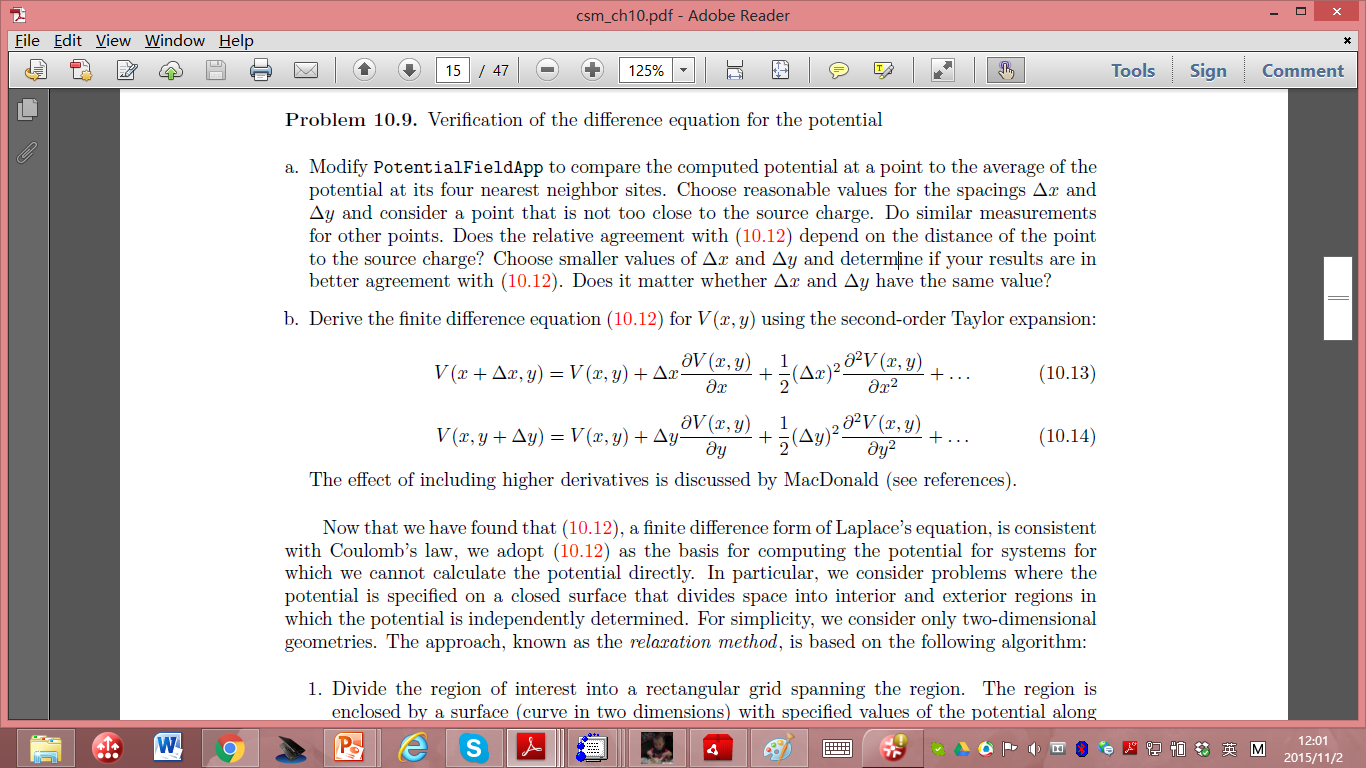 csm_ch10.pdf - Adobe Reader
File Edit View Window Help
15 / 47 125% Tools Sign Comment
Problem 10.9. Verification of the difference equation for the potential
a. Modify PotentialFieldApp to compare the computed potential at a point to the average of the
potential at its four nearest neighbor sites. Choose reasonable values for the spacings Δx and
Δy and consider a point that is not too close to the source charge. Do similar measurements
for other points. Does the relative agreement with (10.12) depend on the distance of the point
to the source charge? Choose smaller values of Δx and Δy and determine if your results are in
better agreement with (10.12). Does it matter whether Δx and Δy have the same value?
b. Derive the finite difference equation (10.12) for V(x, y) using the second-order Taylor expansion:
V(x + Δx, y) = V(x, y) + Δx ∂V(x, y)/∂x + 1/2 (Δx)² ∂²V(x, y)/∂x² + . . . (10.13)
V(x, y + Δy) = V(x, y) + Δy ∂V(x, y)/∂y + 1/2 (Δy)² ∂²V(x, y)/∂y² + . . . (10.14)
The effect of including higher derivatives is discussed by MacDonald (see references).
Now that we have found that (10.12), a finite difference form of Laplace's equation, is consistent
with Coulomb's law, we adopt (10.12) as the basis for computing the potential for systems for
which we cannot calculate the potential directly. In particular, we consider problems where the
potential is specified on a closed surface that divides space into interior and exterior regions in
which the potential is independently determined. For simplicity, we consider only two-dimensional
geometries. The approach, known as the relaxation method, is based on the following algorithm:
1. Divide the region of interest into a rectangular grid spanning the region. The region is
enclosed by a surface (curve in two dimensions) with specified values of the potential along
英 M
12:01
2015/11/2